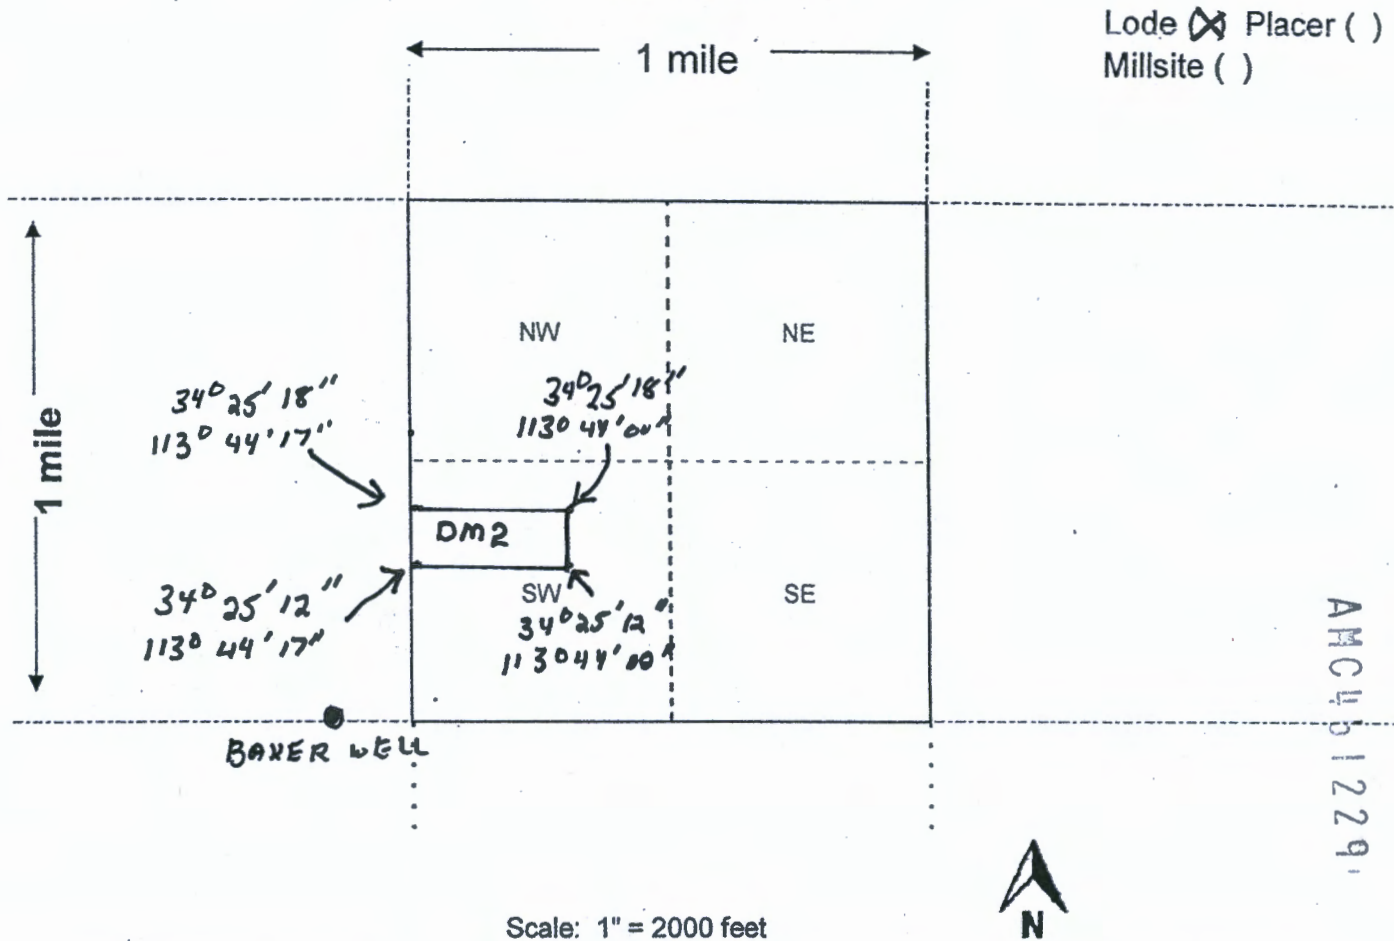 Lode (X) Placer ( )
Millsite ( )
1 mile
1 mile
NW
NE
34° 25' 18"
113° 44' 17"
34° 25' 18"
113° 44' 00"
DM2
34° 25' 12"
113° 44' 17"
SW
SE
34° 25' 12"
113° 44' 00"
BAKER WELL
AMC461229
Scale: 1" = 2000 feet
N